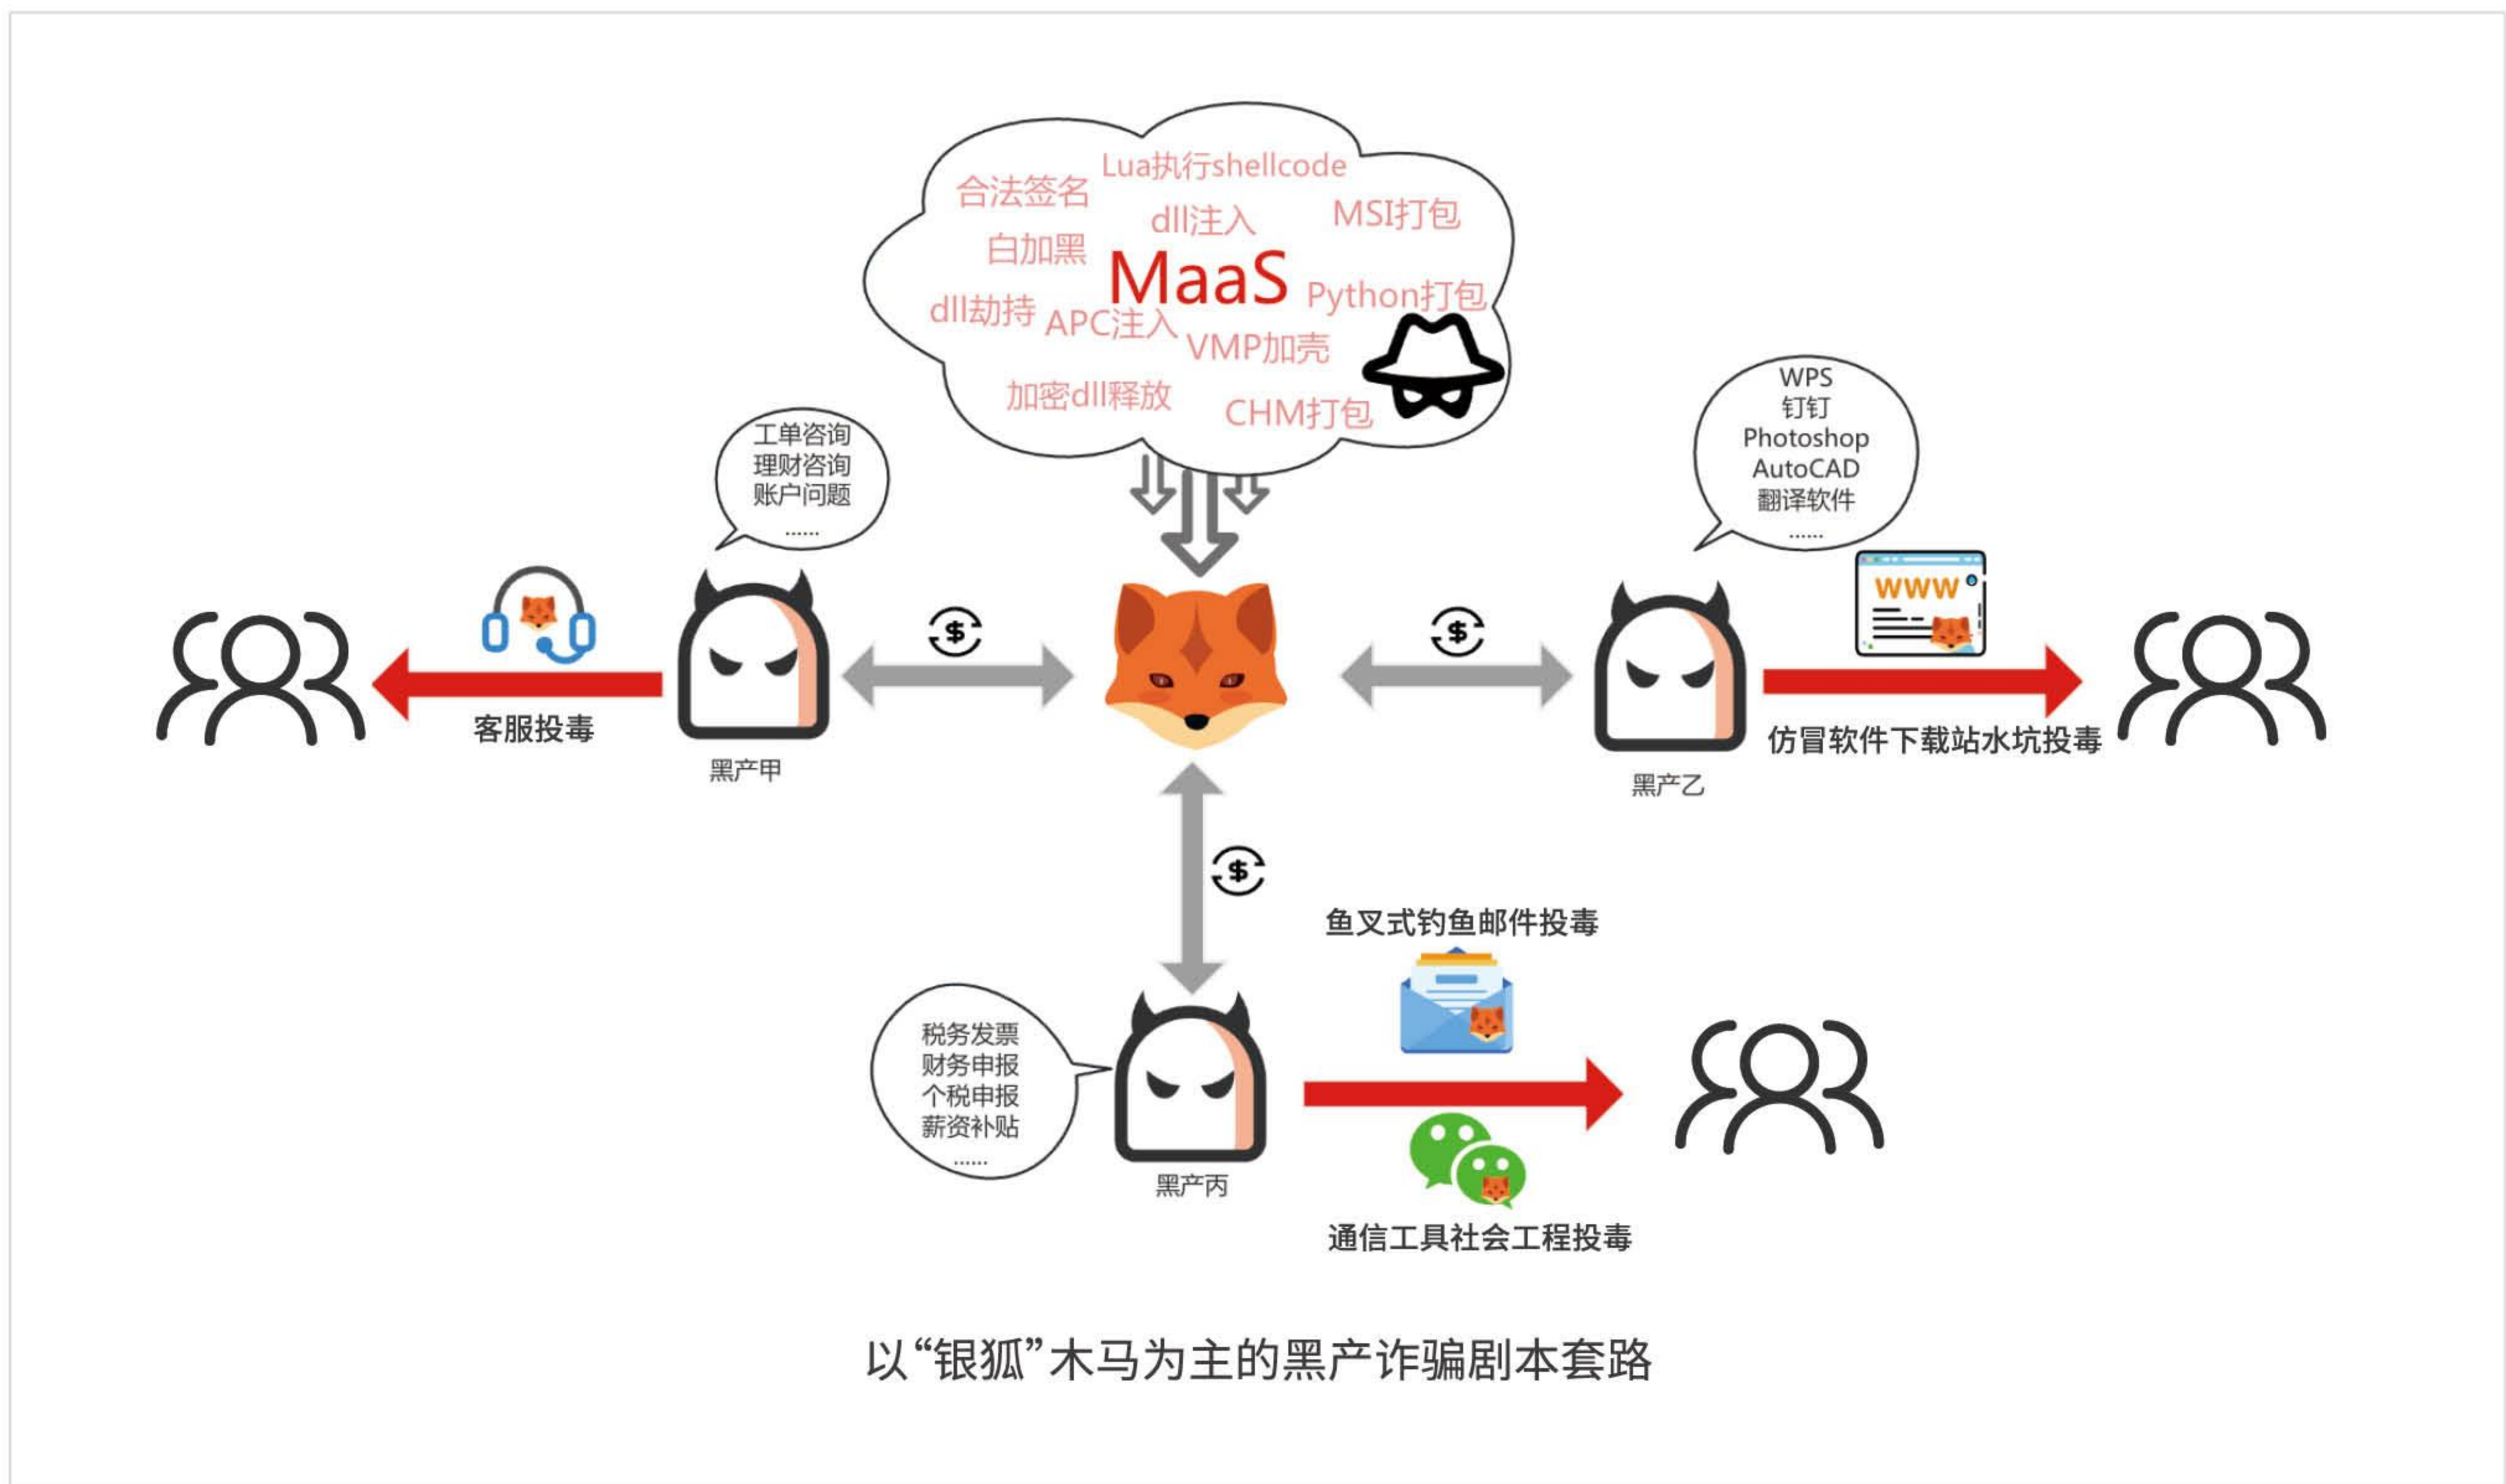 Lua执行shellcode
合法签名
dll注入
MSI打包
白加黑
MaaS
dll劫持
APC注入
Python打包
VMP加壳
加密dll释放
CHM打包
工单咨询
理财咨询
账户问题
......
WPS
钉钉
Photoshop
AutoCAD
翻译软件
......
WWW
$
$
客服投毒
黑产甲
仿冒软件下载站水坑投毒
黑产乙
$
鱼叉式钓鱼邮件投毒
税务发票
财务申报
个税申报
薪资补贴
......
黑产丙
通信工具社会工程投毒
以“银狐”木马为主的黑产诈骗剧本套路